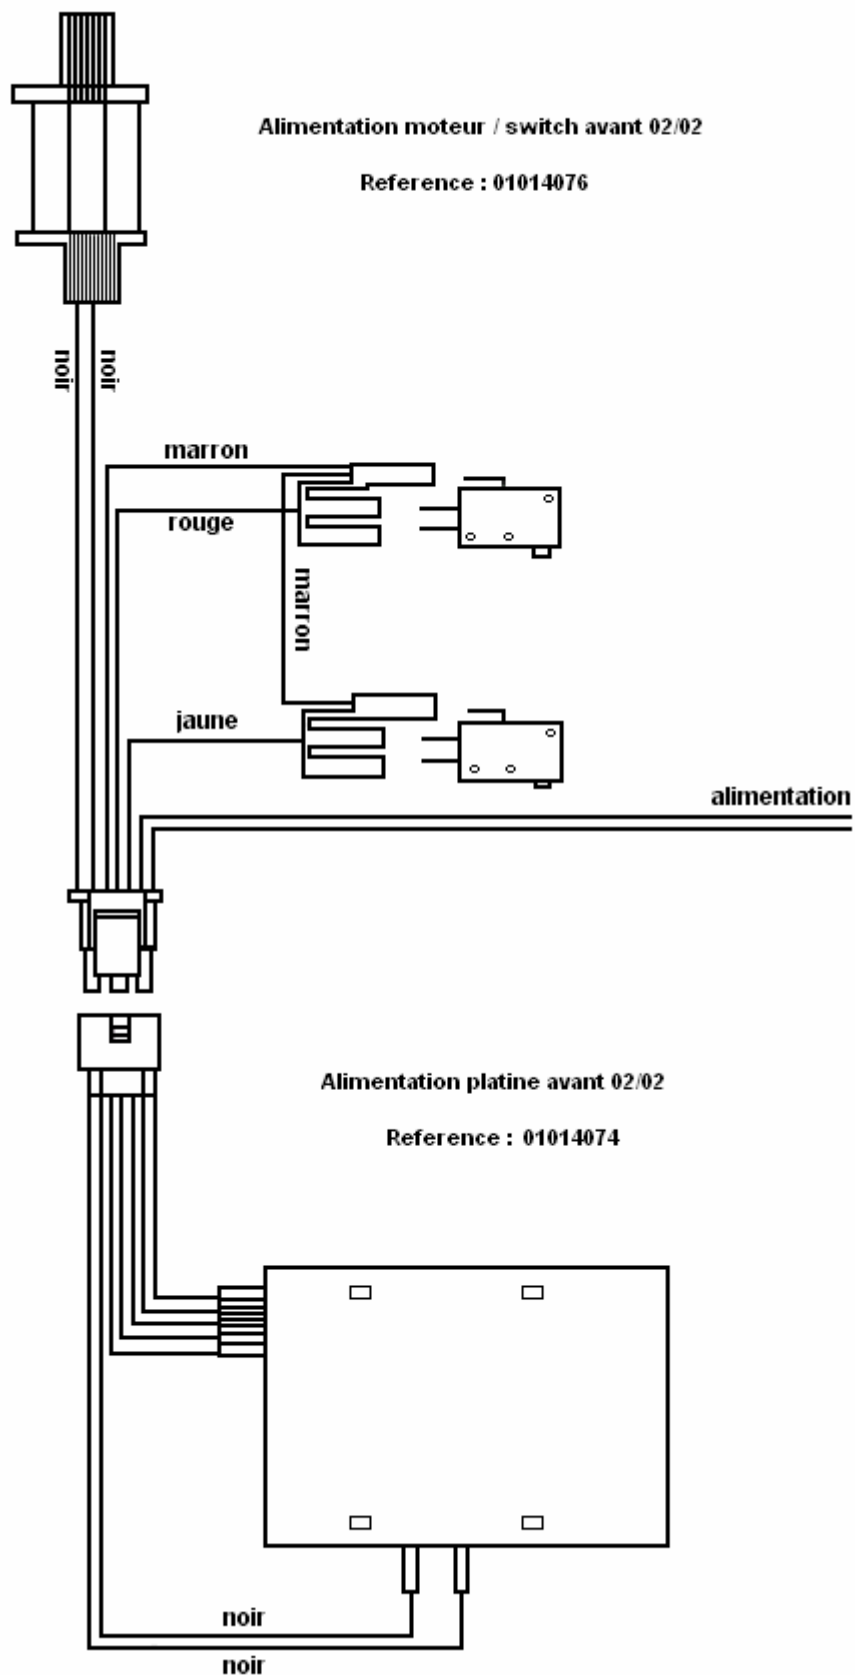 Alimentation moteur / switch avant 02/02
Reference : 01014076
noir
noir
marron
rouge
marron
jaune
alimentation
Alimentation platine avant 02/02
Reference : 01014074
noir
noir